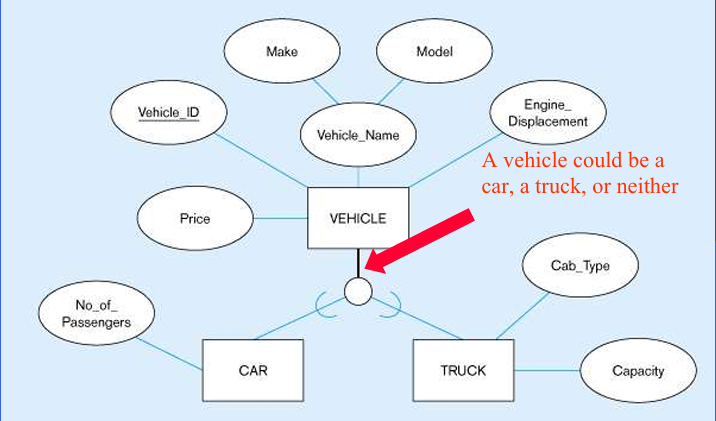 Make
Model
Vehicle_ID
Vehicle_Name
Engine_
Displacement
A vehicle could be a
car, a truck, or neither
Price
VEHICLE
Cab_Type
No_of_
Passengers
CAR
TRUCK
Capacity